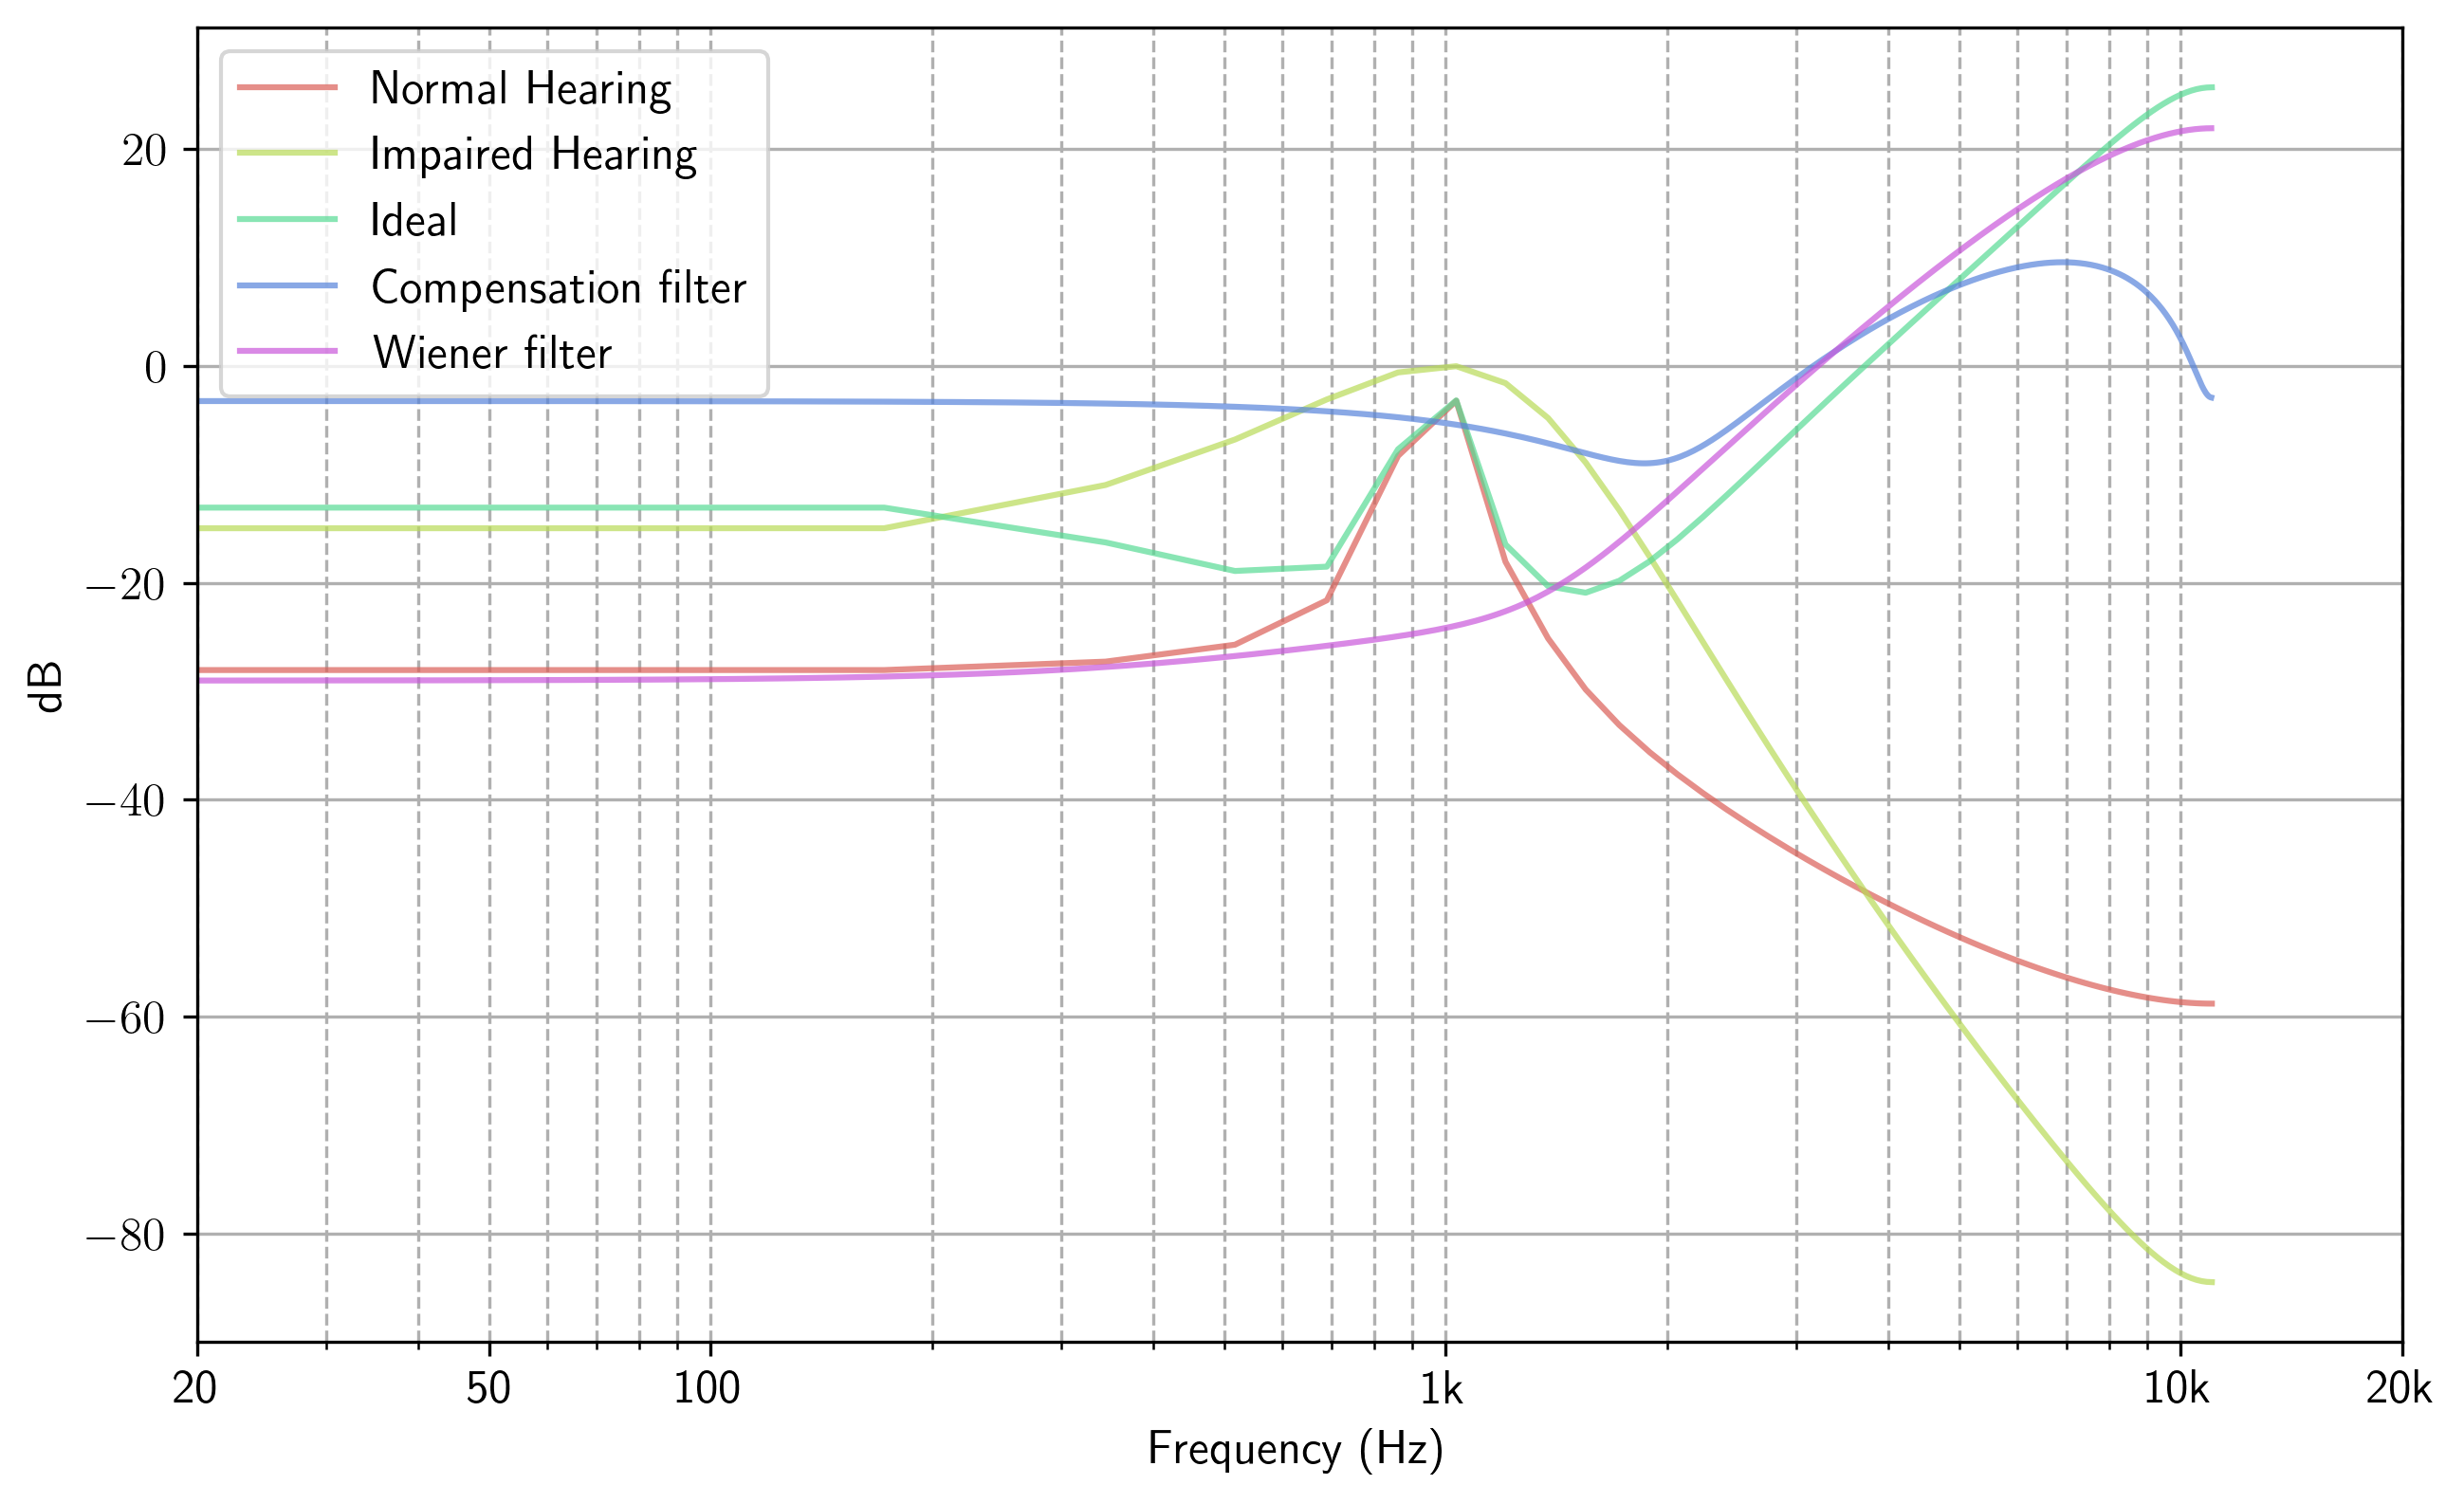 Normal Hearing
Impaired Hearing
Ideal
Compensation filter
Wiener filter
20
0
−20
−40
−60
−80
dB
20 50 100 1k 10k 20k
Frequency (Hz)